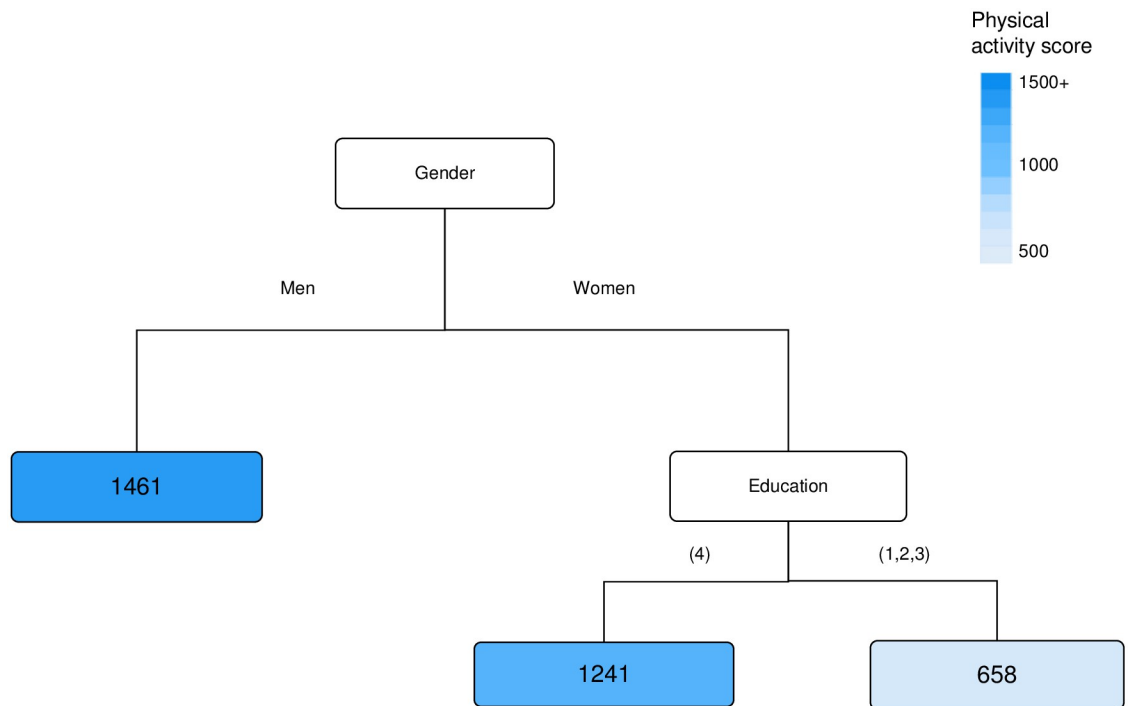 Physical
activity score
1500+
1000
500
Gender
Men
Women
1461
Education
(4)
(1,2,3)
1241
658